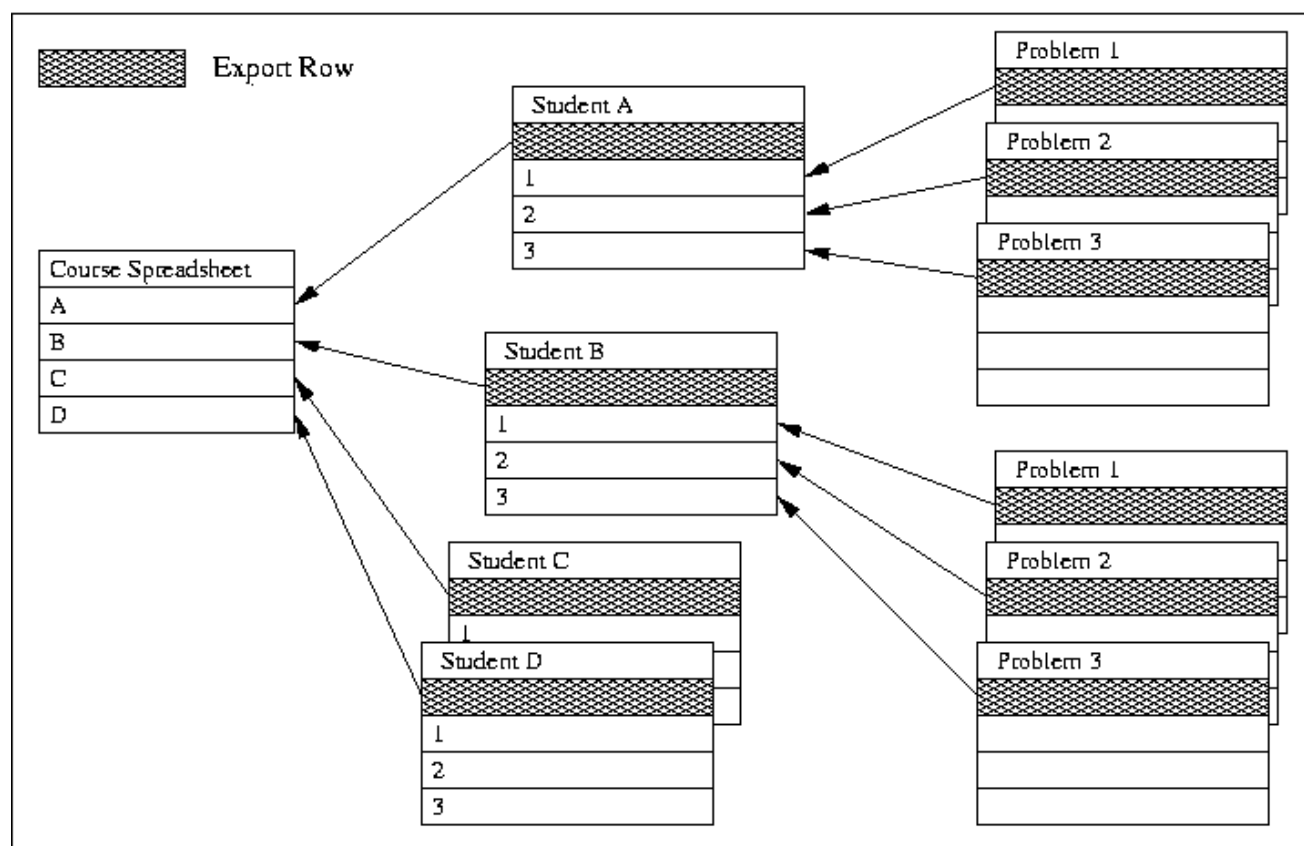 Export Row
Student A
1
2
3
Problem 1
Problem 2
Problem 3
Course Spreadsheet
A
B
C
D
Student B
1
2
3
Problem 1
Problem 2
Problem 3
Student C
1
Student D
1
2
3